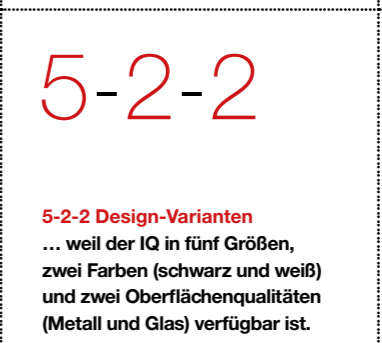 5-2-2
5-2-2 Design-Varianten
… weil der IQ in fünf Größen,
zwei Farben (schwarz und weiß)
und zwei Oberflächenqualitäten
(Metall und Glas) verfügbar ist.